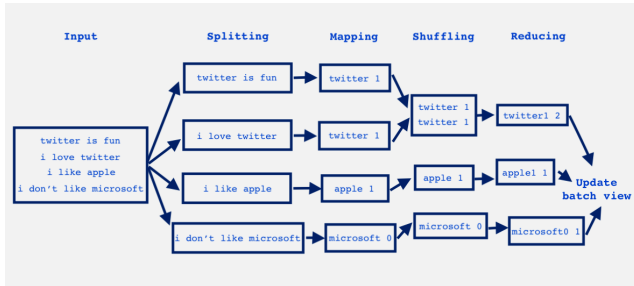 Input
Splitting
Mapping
Shuffling
Reducing
twitter is fun
i love twitter
i like apple
i don't like microsoft
twitter is fun
i love twitter
i like apple
i don't like microsoft
twitter 1
twitter 1
apple 1
microsoft 0
twitter 1
twitter 1
apple 1
microsoft 0
twitter1 2
apple1 1
microsoft0 1
Update
batch view